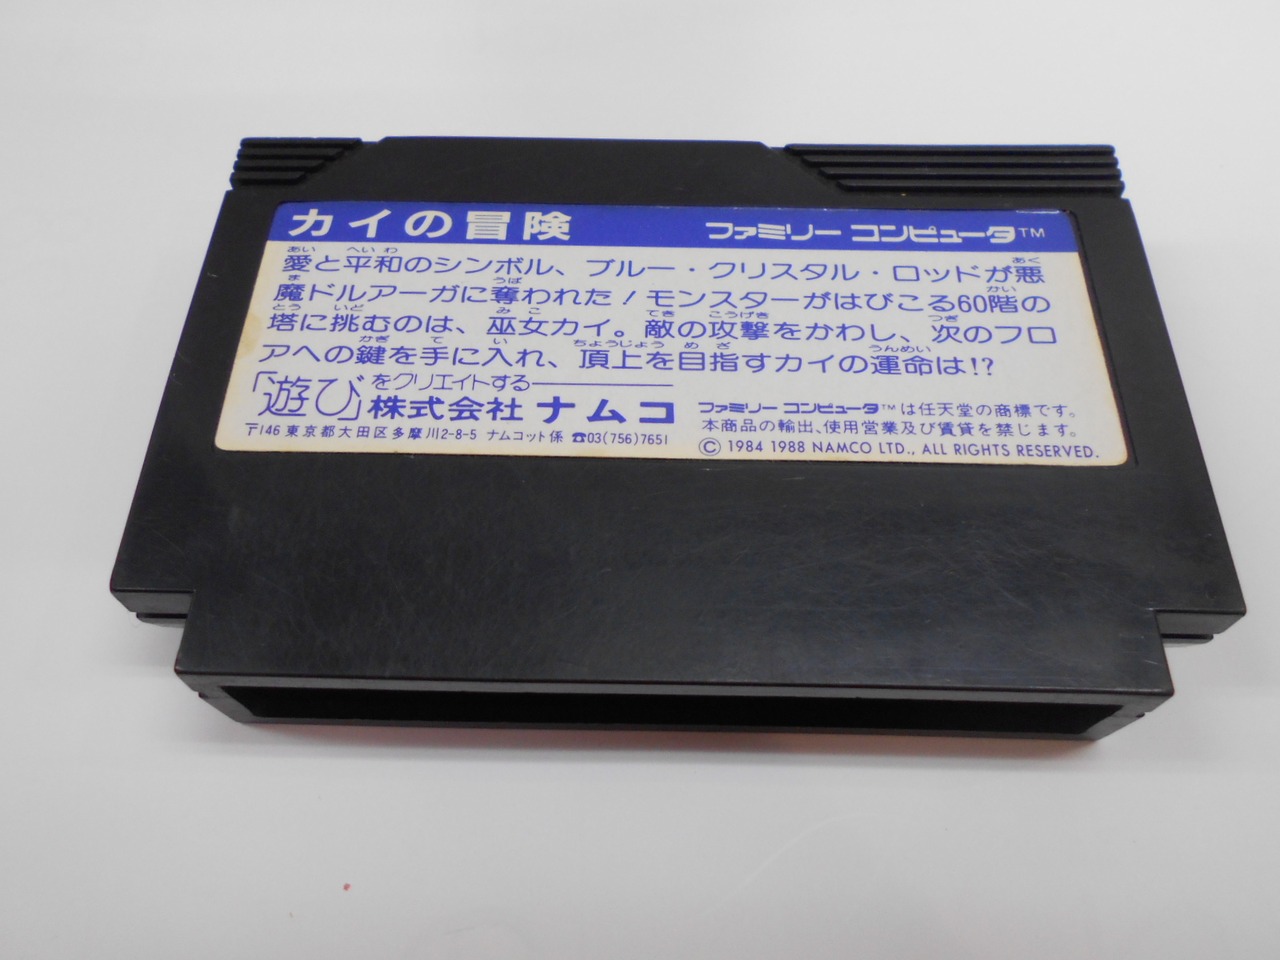 カイの冒険
ファミリー コンピュータ™
あい へいわ あく
愛と平和のシンボル、ブルー・クリスタル・ロッドが悪
ま うば かい
魔ドルアーガに奪われた!モンスターがはびこる60階の
とう いど みこ てき こうげき つぎ
塔に挑むのは、巫女カイ。敵の攻撃をかわし、次のフロ
かぎ て い ちょうじょう めざ うんめい
アへの鍵を手に入れ、頂上を目指すカイの運命は!?
「遊び」をクリエイトする――
株式会社 ナムコ
〒146 東京都大田区多摩川2-8-5 ナムコット係 ☎03(756)7651
ファミリー コンピュータ™は任天堂の商標です。
本商品の輸出、使用営業及び賃貸を禁じます。
© 1984 1988 NAMCO LTD., ALL RIGHTS RESERVED.